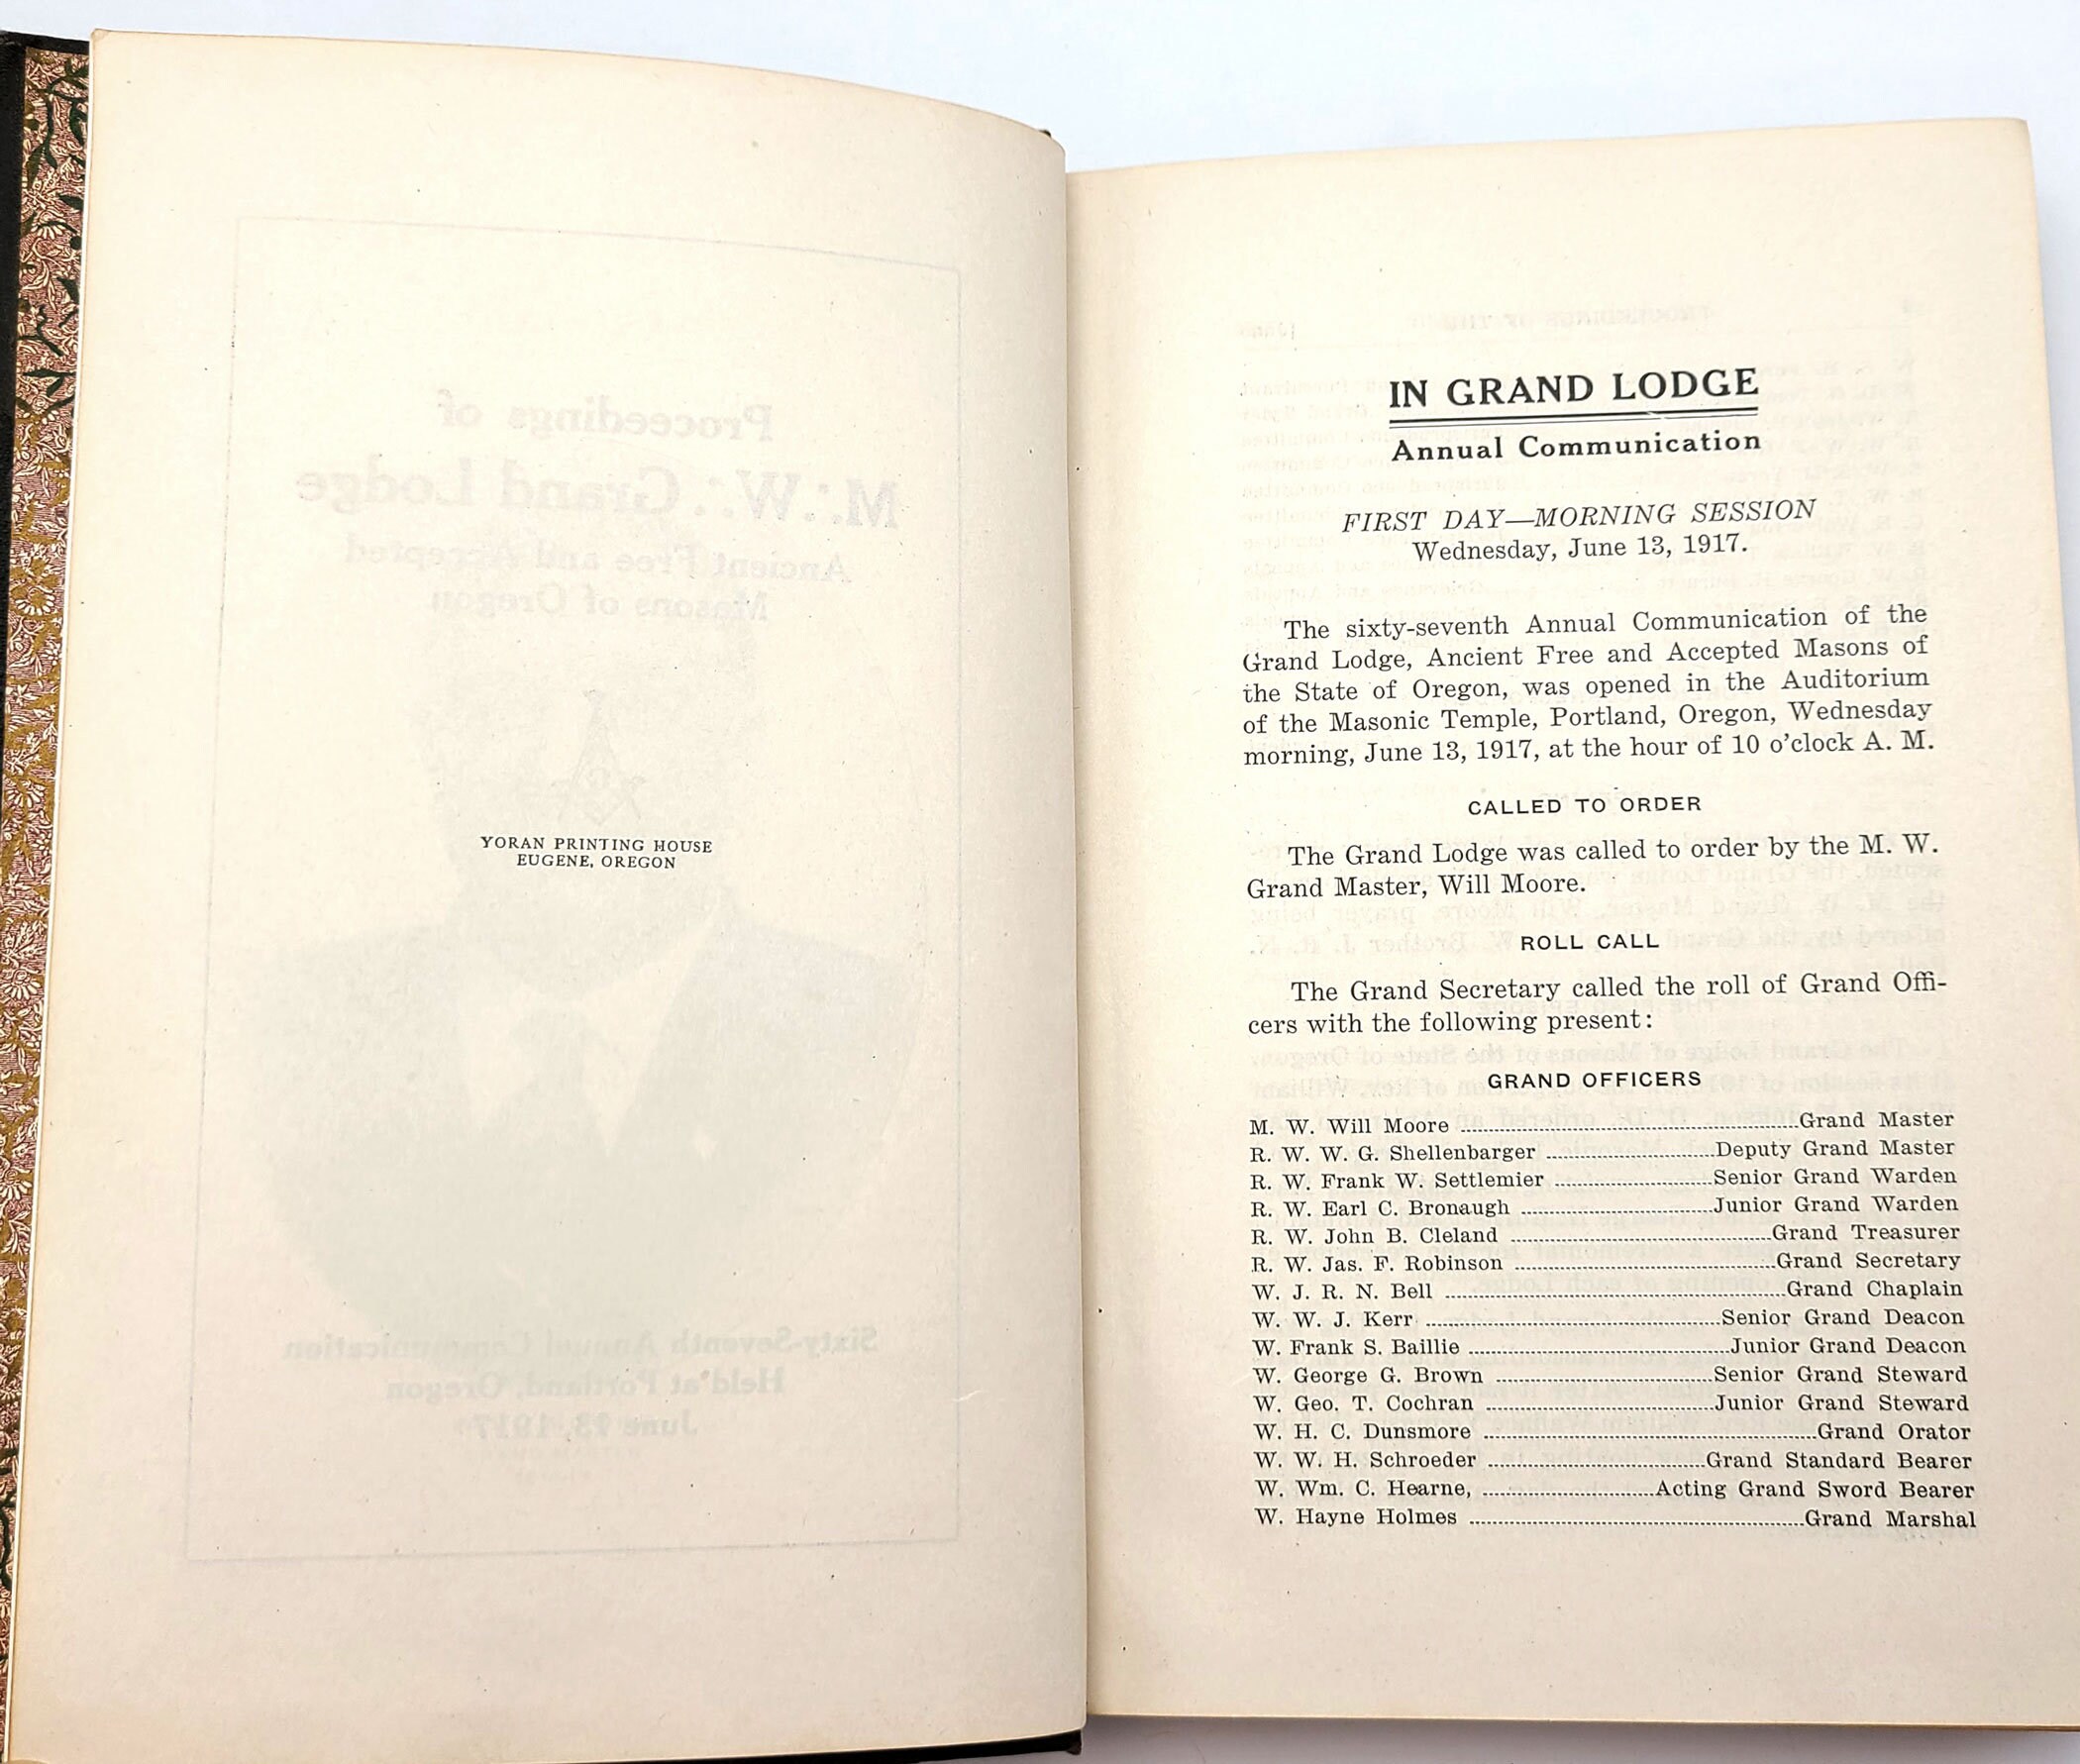 YORAN PRINTING HOUSE
EUGENE, OREGON
IN GRAND LODGE
Annual Communication
FIRST DAY—MORNING SESSION
Wednesday, June 13, 1917.
The sixty-seventh Annual Communication of the
Grand Lodge, Ancient Free and Accepted Masons of
the State of Oregon, was opened in the Auditorium
of the Masonic Temple, Portland, Oregon, Wednesday
morning, June 13, 1917, at the hour of 10 o'clock A. M.
CALLED TO ORDER
The Grand Lodge was called to order by the M. W.
Grand Master, Will Moore.
ROLL CALL
The Grand Secretary called the roll of Grand Offi-
cers with the following present:
GRAND OFFICERS
M. W. Will Moore ........Grand Master
R. W. W. G. Shellenbarger ........Deputy Grand Master
R. W. Frank W. Settlemier ........Senior Grand Warden
R. W. Earl C. Bronaugh ........Junior Grand Warden
R. W. John B. Cleland ........Grand Treasurer
R. W. Jas. F. Robinson ........Grand Secretary
W. J. R. N. Bell ........Grand Chaplain
W. W. J. Kerr ........Senior Grand Deacon
W. Frank S. Baillie ........Junior Grand Deacon
W. George G. Brown ........Senior Grand Steward
W. Geo. T. Cochran ........Junior Grand Steward
W. H. C. Dunsmore ........Grand Orator
W. W. H. Schroeder ........Grand Standard Bearer
W. Wm. C. Hearne, ........Acting Grand Sword Bearer
W. Hayne Holmes ........Grand Marshal